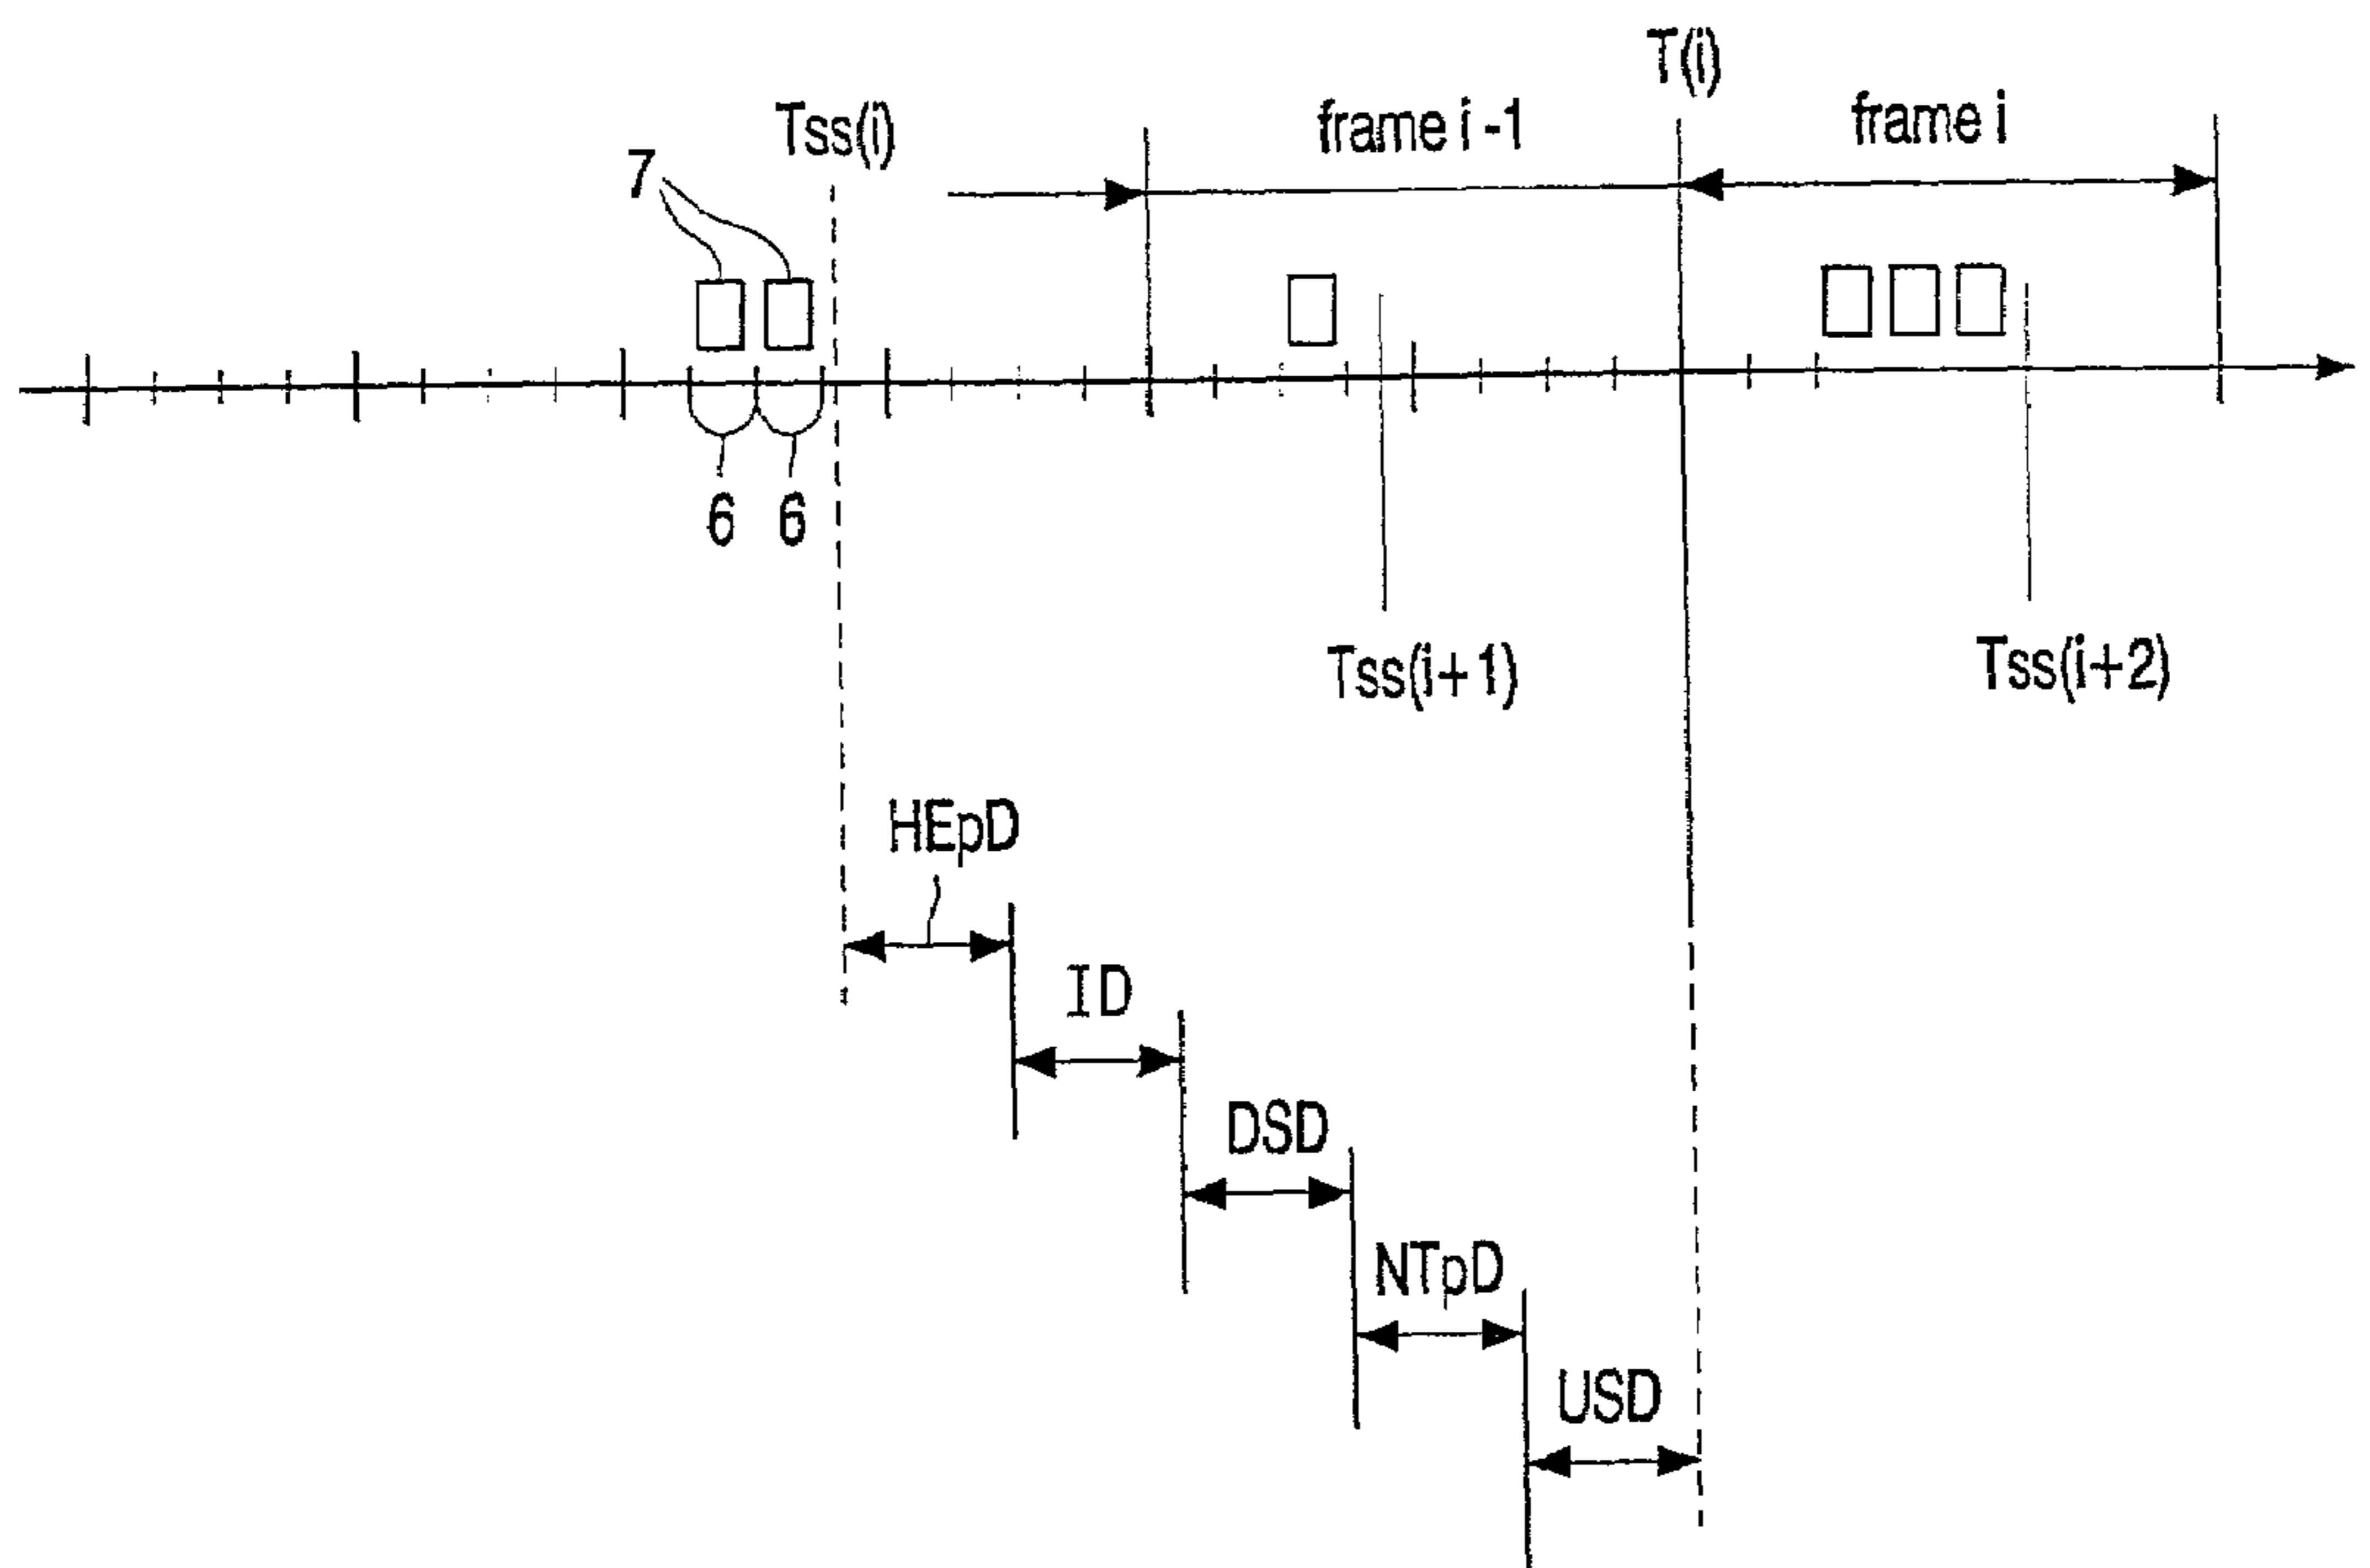 T(i)
Tss(i)
frame i -1
frame i
7
6 6
Tss(i+1)
Tss(i+2)
HEpD
ID
DSD
NTpD
USD